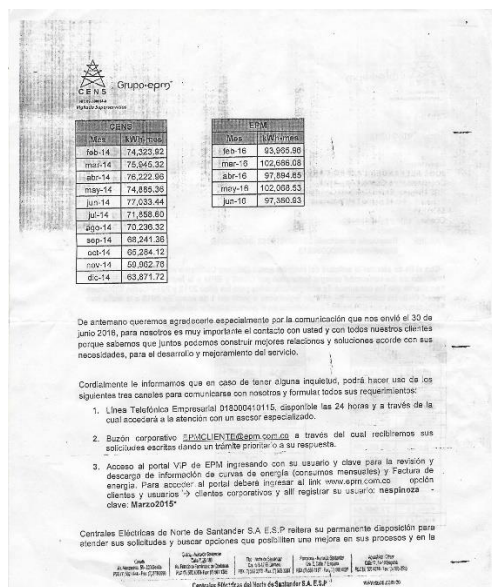 CENS
Grupo·epm
CENS
Mes kWh-mes
feb-14 74,323.92
mar-14 75,945.32
abr-14 76,222.96
may-14 74,885.36
jun-14 77,033.44
jul-14 71,858.60
ago-14 70,236.32
sep-14 68,241.36
oct-14 65,284.12
nov-14 59,962.76
dic-14 63,871.72
EPM
Mes kWh-mes
feb-16 93,965.98
mar-16 102,686.08
abr-16 97,894.85
may-16 102,068.53
jun-16 97,380.93
De antemano queremos agradecerle especialmente por la comunicación que nos envió el 30 de
junio 2016, para nosotros es muy importante el contacto con usted y con todos nuestros clientes
porque sabemos que juntos podemos construir mejores relaciones y soluciones acorde con sus
necesidades, para el desarrollo y mejoramiento del servicio.
Cordialmente le informamos que en caso de tener alguna inquietud, podrá hacer uso de los
siguientes tres canales para comunicarse con nosotros y formular todos sus requerimientos:
1. Línea Telefónica Empresarial 018000410115, disponible las 24 horas y a través de la
cual accederá a la atención con un asesor especializado.
2. Buzón corporativo EPMCLIENTE@epm.com.co a través del cual recibiremos sus
solicitudes escritas dando un trámite prioritario a su respuesta.
3. Acceso al portal VIP de EPM ingresando con su usuario y clave para la revisión y
descarga de información de curvas de energía (consumos mensuales) y Factura de
energía. Para acceder al portal deberá ingresar al link www.epm.com.co opción
clientes y usuarios → clientes corporativos y allí registrar su usuario: nespinoza -
clave: Marzo2015*
Centrales Eléctricas de Norte de Santander S.A E.S.P reitera su permanente disposición para
atender sus solicitudes y buscar opciones que posibiliten una mejora en sus procesos y en la
Centrales Eléctricas del Norte de Santander S.A. E.S.P.